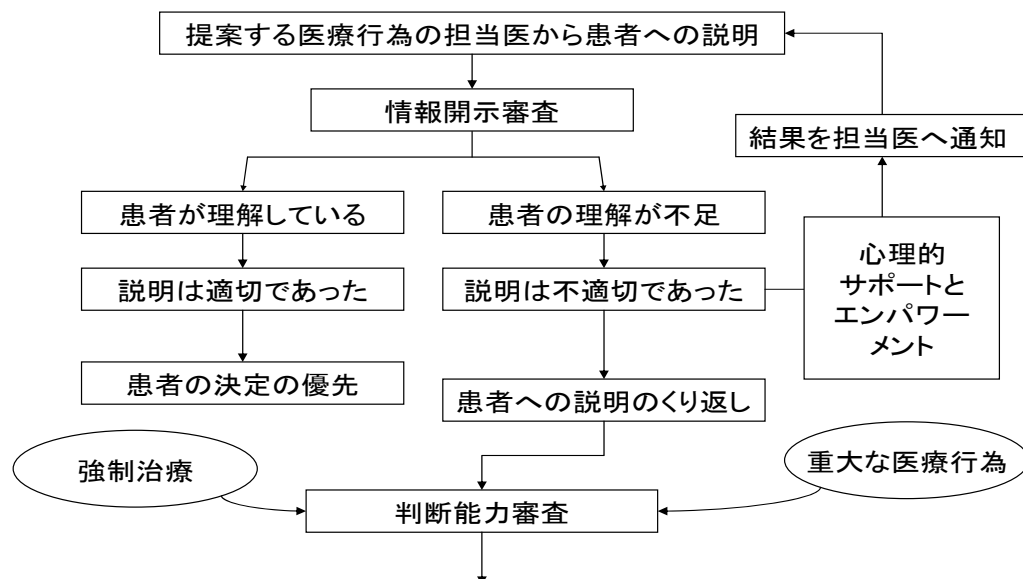 提案する医療行為の担当医から患者への説明
情報開示審査
結果を担当医へ通知
患者が理解している
患者の理解が不足
説明は適切であった
説明は不適切であった
心理的
サポートと
エンパワー
メント
患者の決定の優先
患者への説明のくり返し
強制治療
重大な医療行為
判断能力審査